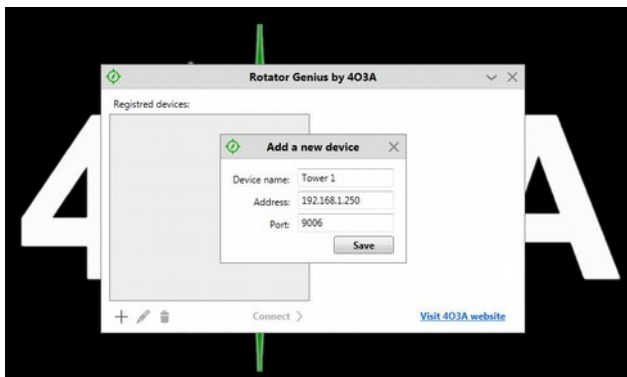 4 A
Rotator Genius by 4O3A
Registred devices:
Add a new device
Device name: Tower 1
Address: 192.168.1.250
Port: 9006
Save
Connect
Visit 4O3A website